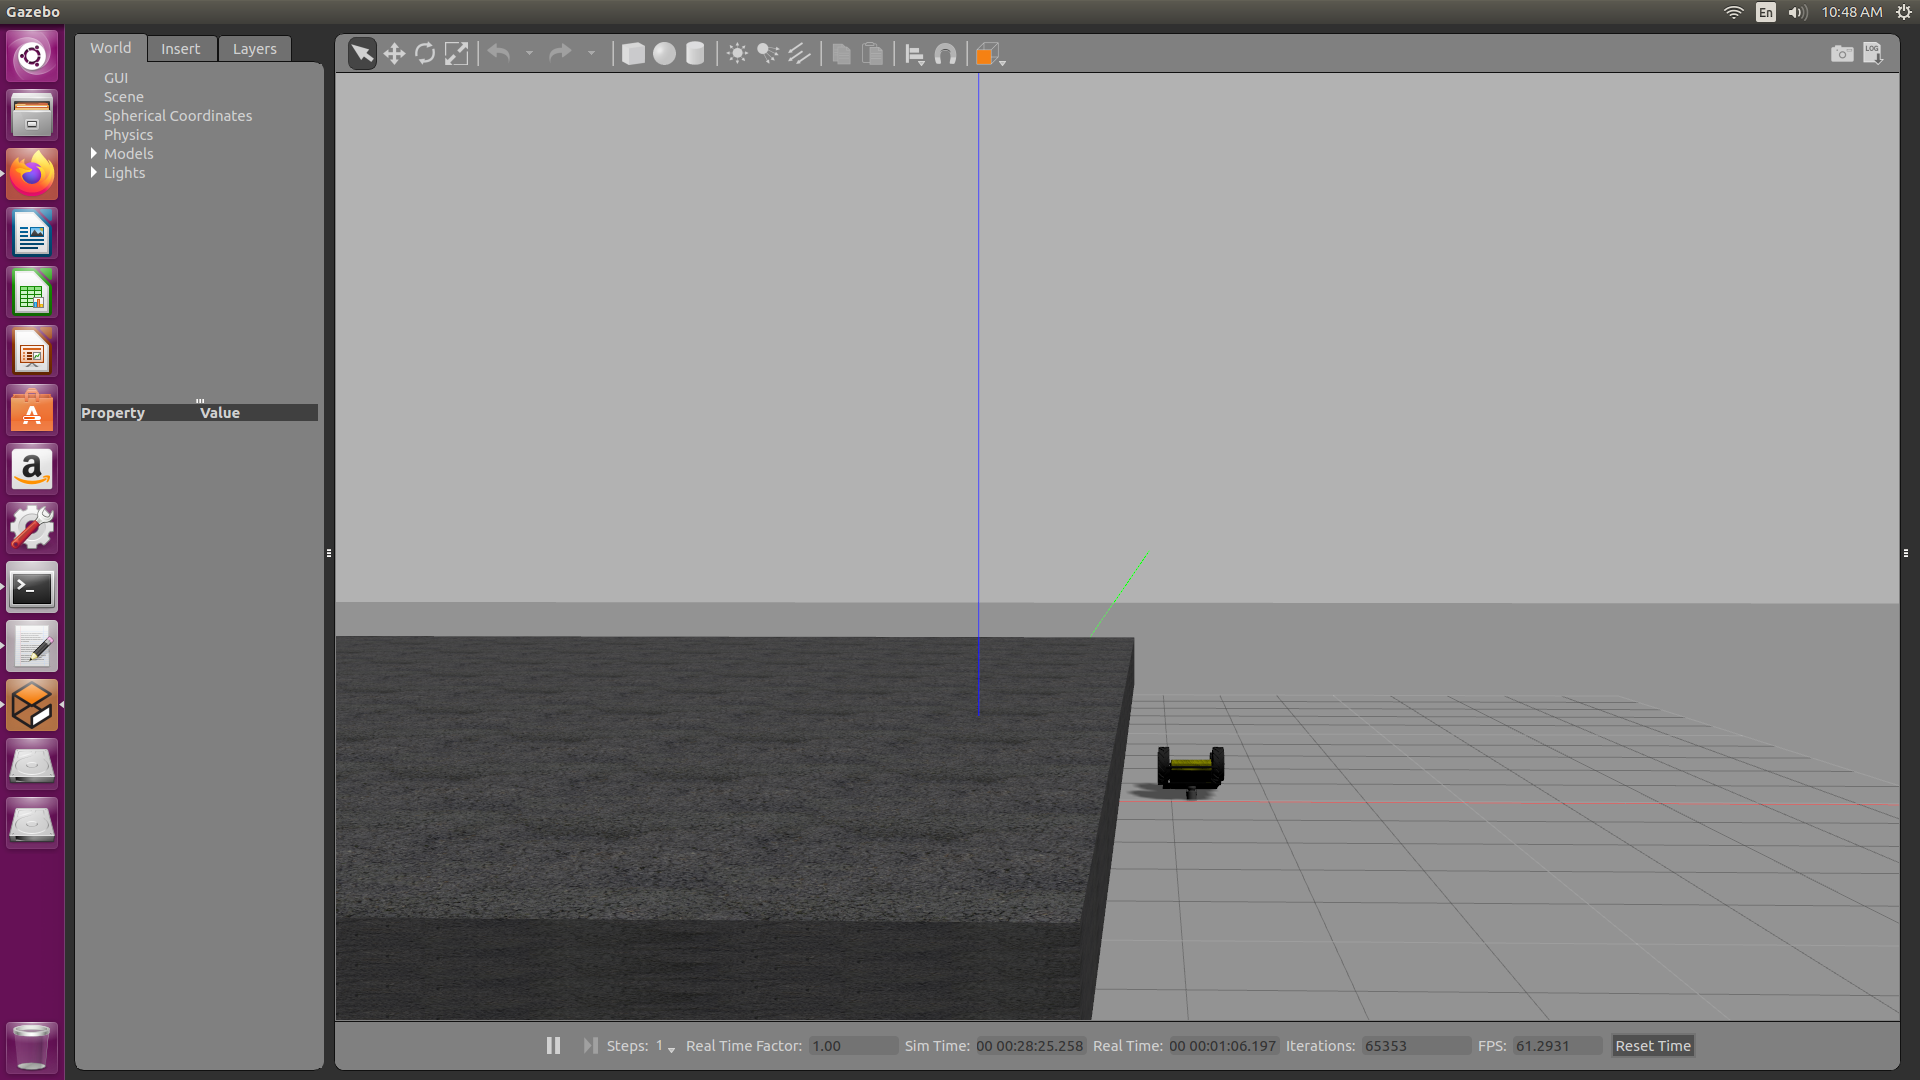 Gazebo
En
10:48 AM
World Insert Layers
LOG
GUI
Scene
Spherical Coordinates
Physics
Models
Lights
Property Value
Steps: 1 Real Time Factor: 1.00 Sim Time: 00 00:28:25.258 Real Time: 00 00:01:06.197 Iterations: 65353 FPS: 61.2931 Reset Time